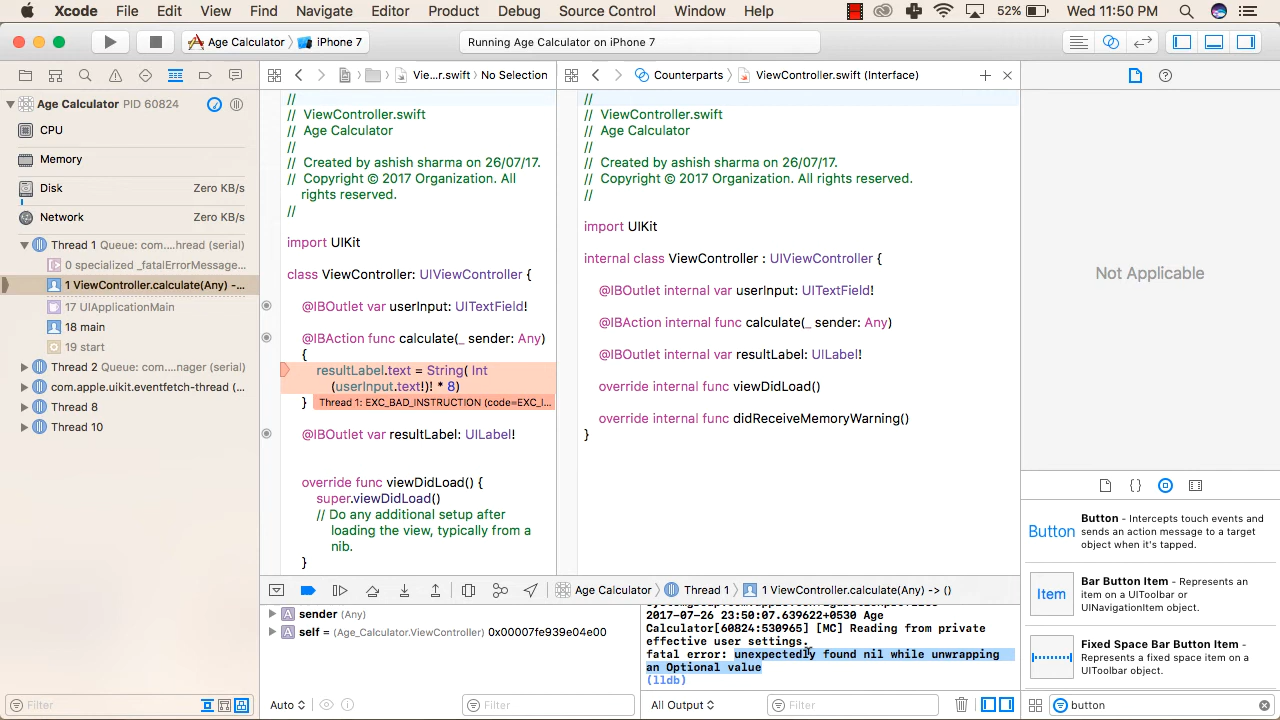 Xcode File Edit View Find Navigate Editor Product Debug Source Control Window Help 52% Wed 11:50 PM
Age Calculator iPhone 7 Running Age Calculator on iPhone 7
Vie...r.swift No Selection Counterparts ViewController.swift (Interface)
Age Calculator PID 60824
CPU
Memory
Disk Zero KB/s
Network Zero KB/s
Thread 1 Queue: com....hread (serial)
0 specialized _fatalErrorMessage...
1 ViewController.calculate(Any) -...
17 UIApplicationMain
18 main
19 start
Thread 2 Queue: com....nager (serial)
com.apple.uikit.eventfetch-thread (...
Thread 8
Thread 10
Filter
//
// ViewController.swift
// Age Calculator
//
// Created by ashish sharma on 26/07/17.
// Copyright © 2017 Organization. All
rights reserved.
//
import UIKit
class ViewController: UIViewController {
@IBOutlet var userInput: UITextField!
@IBAction func calculate(_ sender: Any)
{
resultLabel.text = String( Int
(userInput.text!)! * 8)
} Thread 1: EXC_BAD_INSTRUCTION (code=EXC_I...
@IBOutlet var resultLabel: UILabel!
override func viewDidLoad() {
super.viewDidLoad()
// Do any additional setup after
loading the view, typically from a
nib.
}
//
// ViewController.swift
// Age Calculator
//
// Created by ashish sharma on 26/07/17.
// Copyright © 2017 Organization. All rights reserved.
//
import UIKit
internal class ViewController : UIViewController {
@IBOutlet internal var userInput: UITextField!
@IBAction internal func calculate(_ sender: Any)
@IBOutlet internal var resultLabel: UILabel!
override internal func viewDidLoad()
override internal func didReceiveMemoryWarning()
}
Age Calculator Thread 1 1 ViewController.calculate(Any) -> ()
A sender (Any)
A self = (Age_Calculator.ViewController) 0x00007fe939e04e00
Auto Filter
2017-07-26 23:50:07.639622+0530 Age
Calculator[60824:530965] [MC] Reading from private
effective user settings.
fatal error: unexpectedly found nil while unwrapping
an Optional value
(lldb)
All Output Filter
Not Applicable
{ }
Button Button - Intercepts touch events and
sends an action message to a target
object when it's tapped.
Item Bar Button Item - Represents an
item on a UIToolbar or
UINavigationItem object.
Fixed Space Bar Button Item -
Represents a fixed space item on a
UIToolbar object.
button